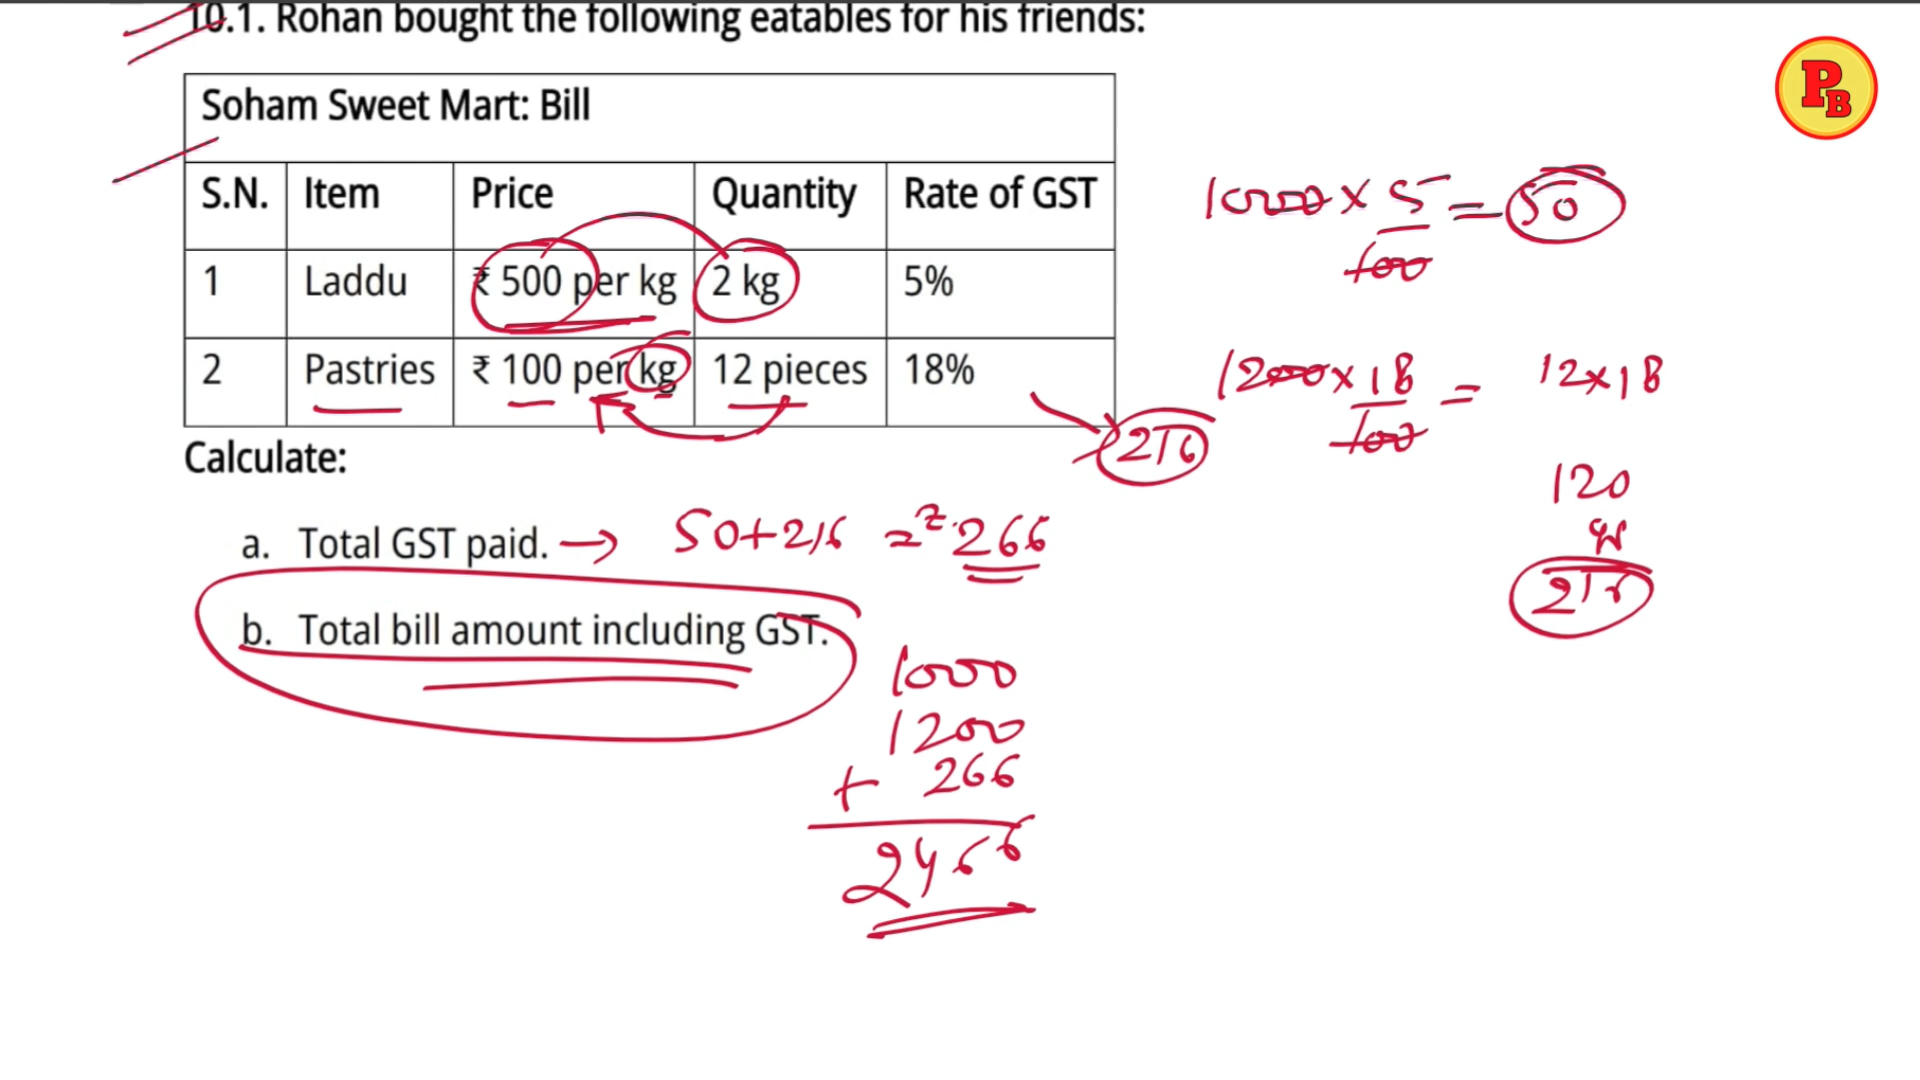 10.1. Rohan bought the following eatables for his friends:
Soham Sweet Mart: Bill
S.N. Item Price Quantity Rate of GST
1 Laddu ₹ 500 per kg 2 kg 5%
2 Pastries ₹ 100 per kg 12 pieces 18%
Calculate:
a. Total GST paid. → 50+216 = ₹ 266
b. Total bill amount including GST.
1000
1200
+ 266
2466
1000 × 5 = 50
100
1200 × 18 = 12×18
100
216
120
96
216
PB